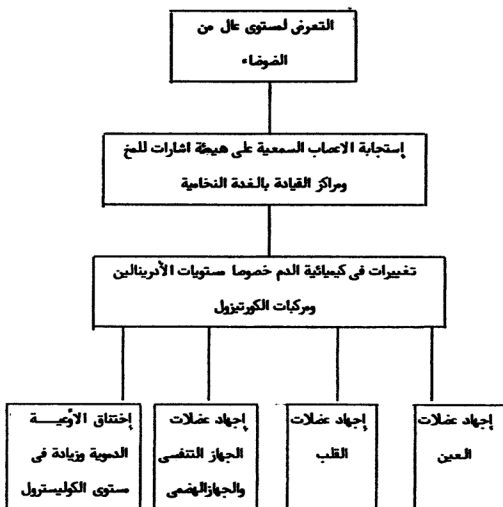 التعرض لمستوى عال من
الضوضاء
إستجابة الاعصاب السمعية على هيئة اشارات للمخ
ومراكز القيادة بالغدة النخامية
تغييرات فى كيميائية الدم خصوصا مستويات الأدرينالين
ومركبات الكورتيزول
إجهاد عضلات
العين
إجهاد عضلات
القلب
إجهاد عضلات
الجهاز التنفسى
والجهازالهضمى
إختناق الأوعيـــة
الدموية وزيادة فى
مستوى الكوليسترول